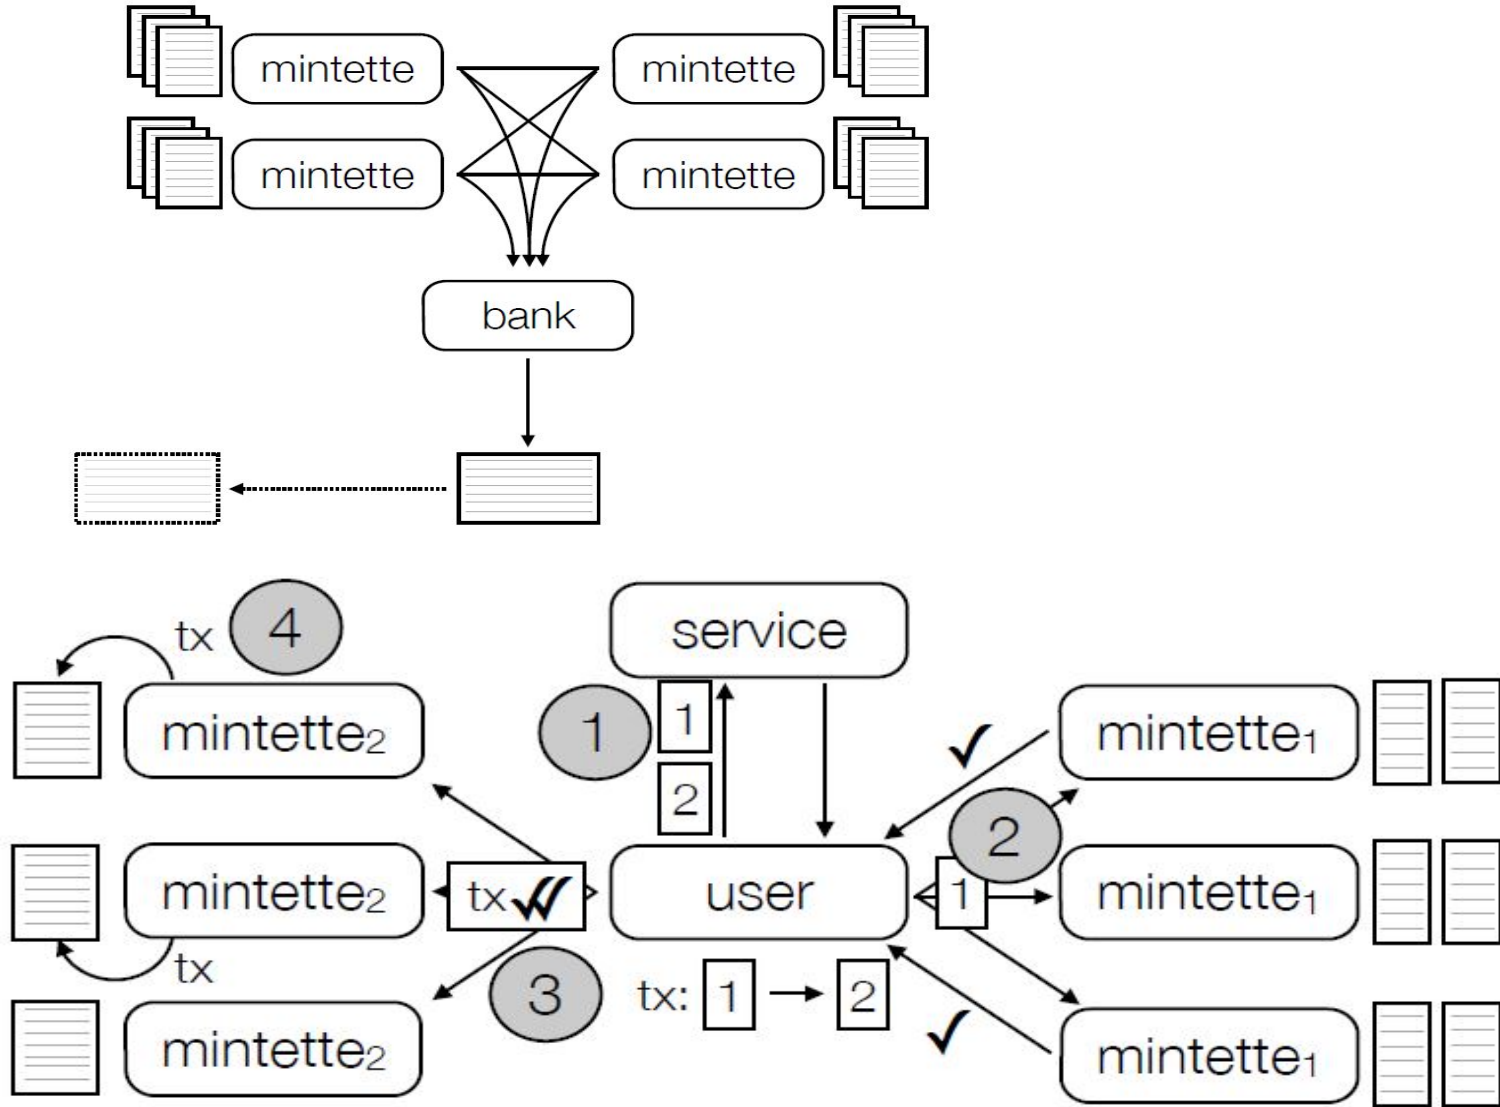 mintette mintette
mintette mintette
bank
tx 4 service
mintette₂ 1 1 mintette₁
2 ✓
2
mintette₂ tx ✓✓ user 1 mintette₁
tx 3 tx: 1 → 2
mintette₂ ✓ mintette₁